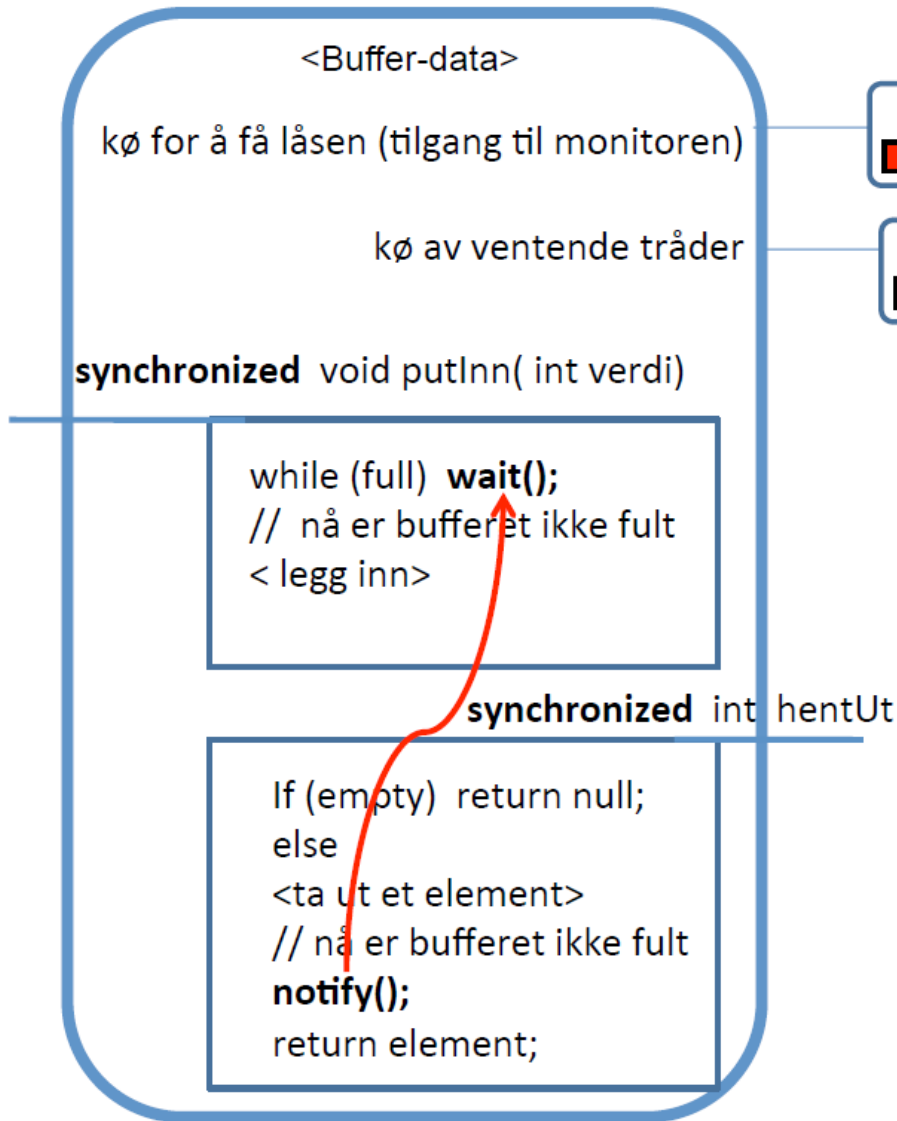 <Buffer-data>
kø for å få låsen (tilgang til monitoren)
kø av ventende tråder
synchronized void putInn( int verdi)
while (full) wait();
// nå er bufferet ikke fult
< legg inn>
synchronized int hentUt
If (empty) return null;
else
<ta ut et element>
// nå er bufferet ikke fult
notify();
return element;